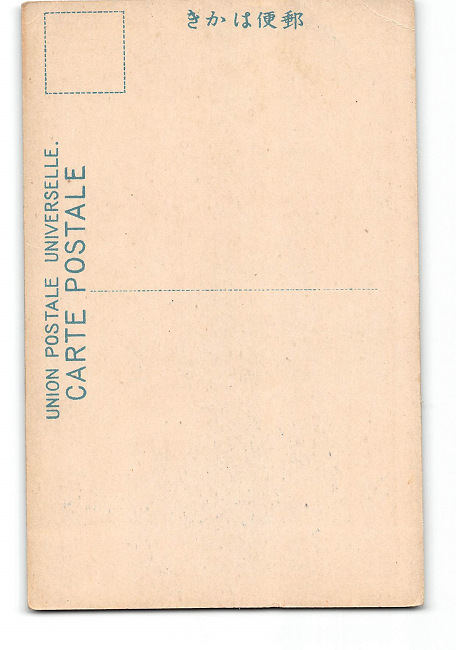 きかは便郵
UNION POSTALE UNIVERSELLE.
CARTE POSTALE